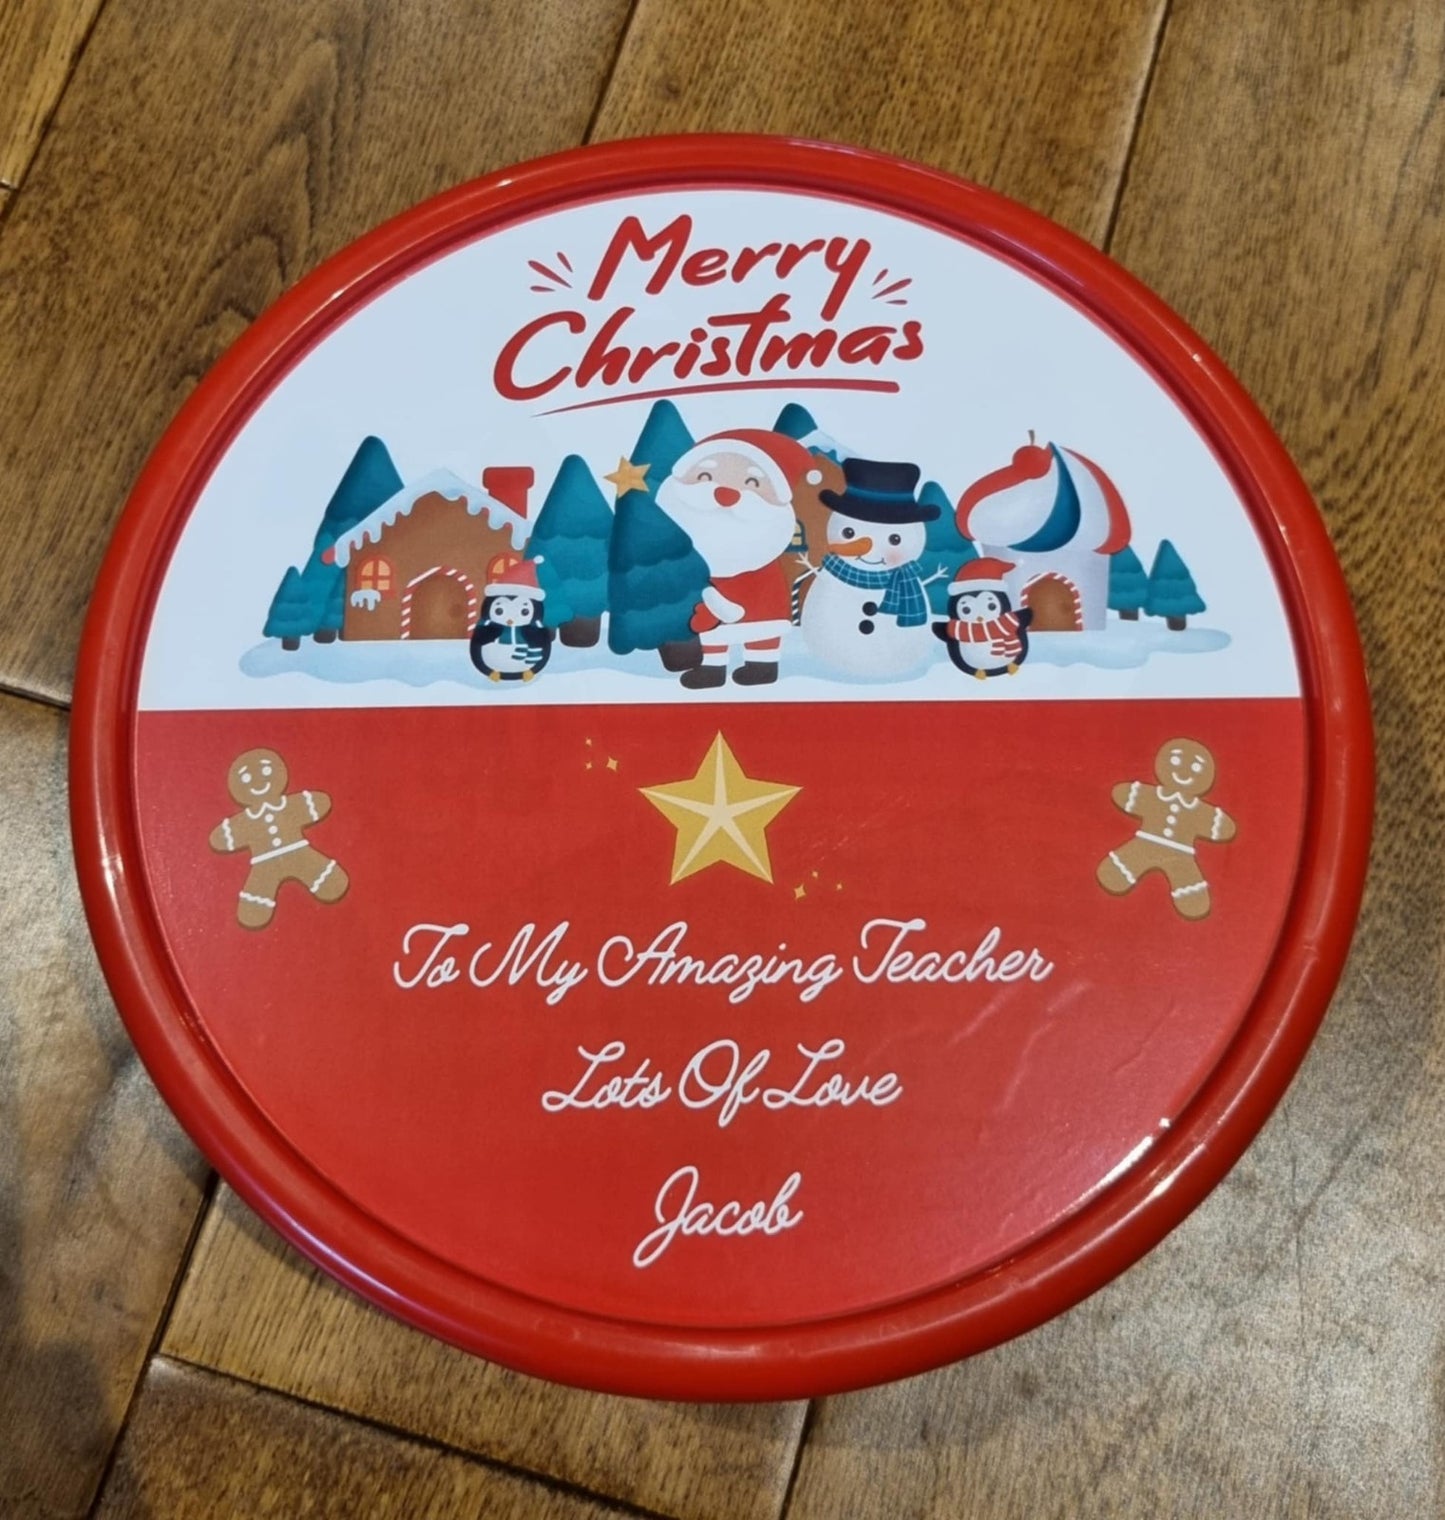 Merry
Christmas
To My Amazing Teacher
Lots Of Love
Jacob